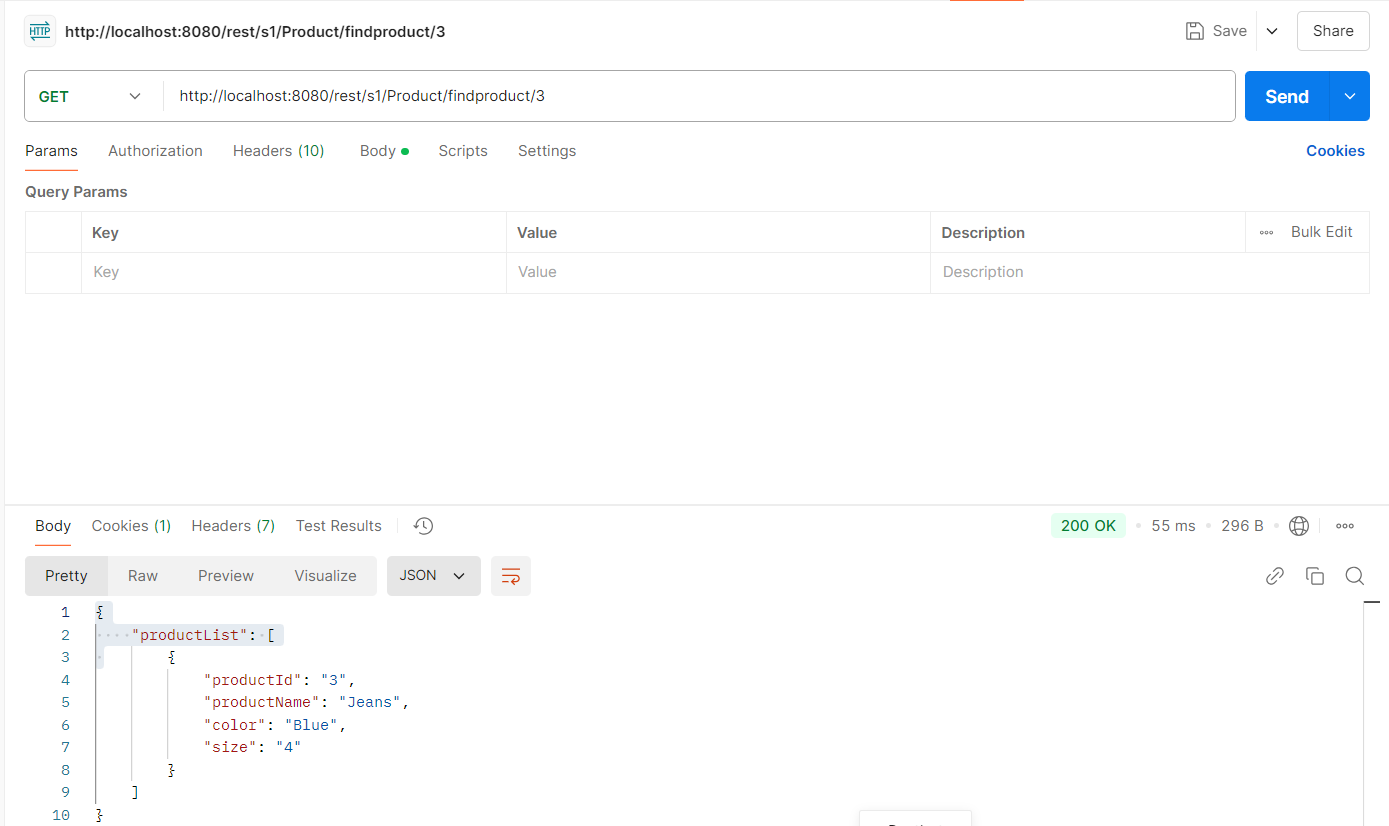 HTTP http://localhost:8080/rest/s1/Product/findproduct/3 Save Share
GET http://localhost:8080/rest/s1/Product/findproduct/3 Send
Params Authorization Headers (10) Body Scripts Settings Cookies
Query Params
Key Value Description Bulk Edit
Key Value Description
Body Cookies (1) Headers (7) Test Results 200 OK 55 ms 296 B
Pretty Raw Preview Visualize JSON
1 {
2 "productList": [
3 {
4 "productId": "3",
5 "productName": "Jeans",
6 "color": "Blue",
7 "size": "4"
8 }
9 ]
10 }